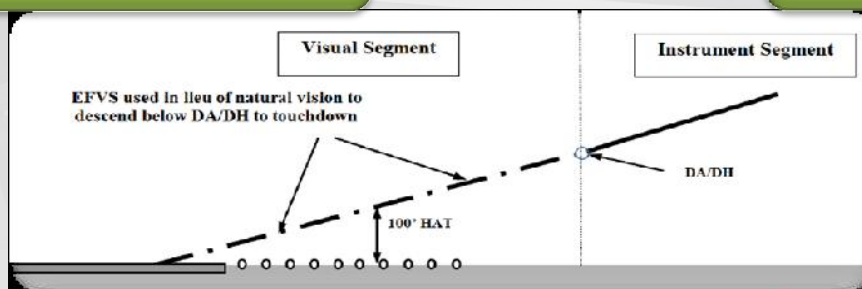 Visual Segment
Instrument Segment
EFVS used in lieu of natural vision to
descend below DA/DH to touchdown
DA/DH
100' HAT